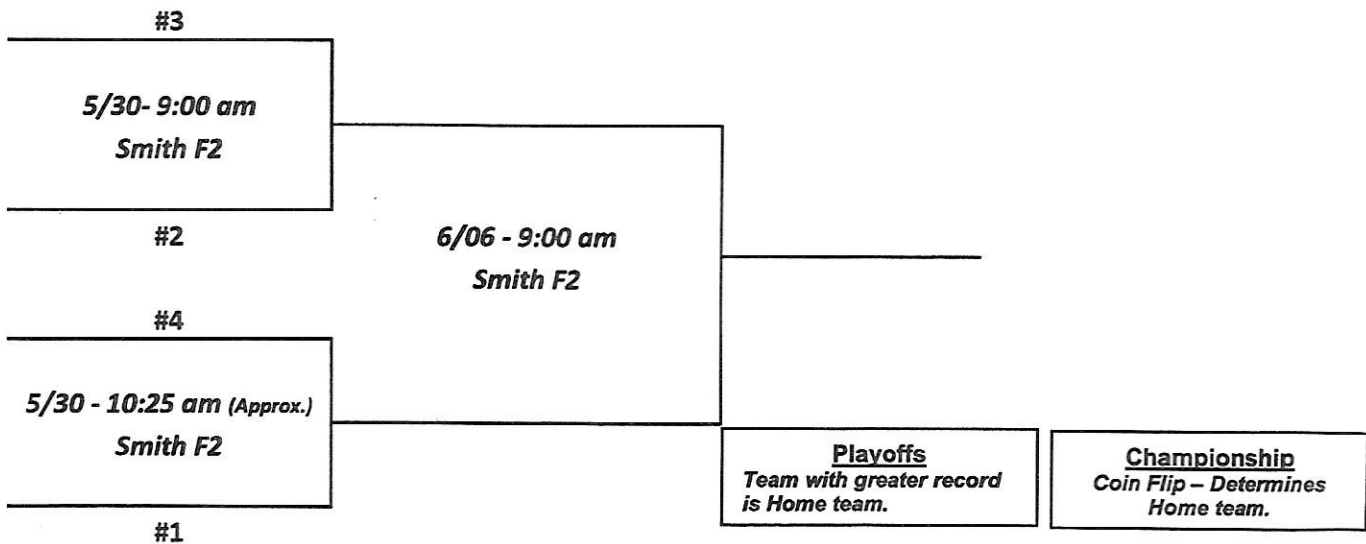 #3
5/30- 9:00 am
Smith F2
#2
6/06 - 9:00 am
Smith F2
#4
5/30 - 10:25 am (Approx.)
Smith F2
#1
Playoffs
Team with greater record
is Home team.
Championship
Coin Flip – Determines
Home team.